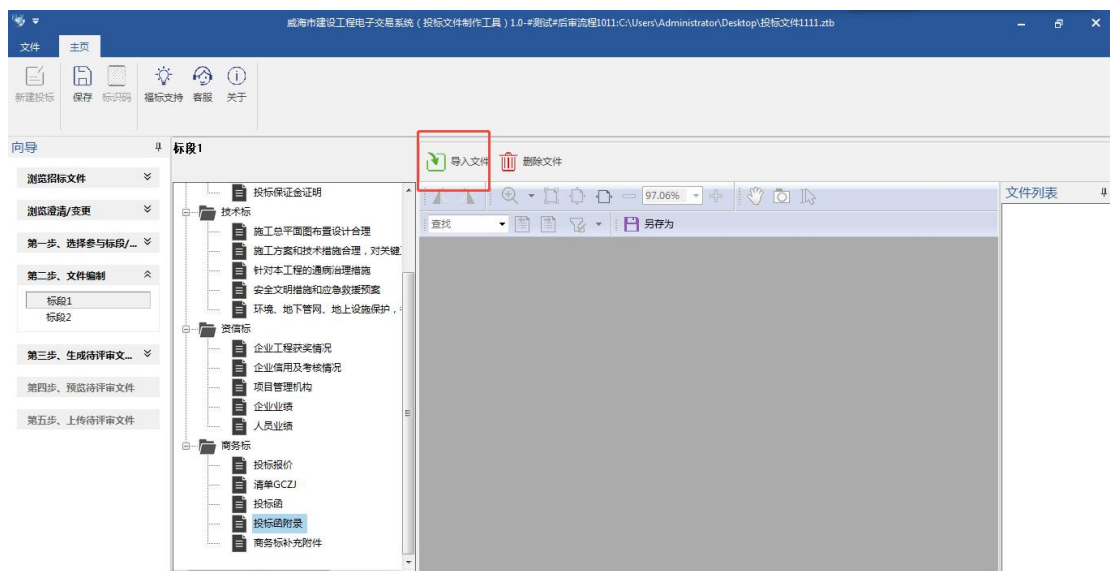 威海市建设工程电子交易系统(投标文件制作工具)1.0-#测试#后审流程1011:C:\Users\Administrator\Desktop\投标文件1111.ztb
文件 主页
新建投标 保存 标识码 福标支持 客服 关于
向导
浏览招标文件
浏览澄清/变更
第一步、选择参与标段/...
第二步、文件编制
标段1
标段2
第三步、生成待评审文...
第四步、预览待评审文件
第五步、上传待评审文件
标段1
投标保证金证明
技术标
施工总平面图布置设计合理
施工方案和技术措施合理,对关键
针对本工程的通病治理措施
安全文明措施和应急救援预案
环境、地下管网、地上设施保护,
资信标
企业工程获奖情况
企业信用及考核情况
项目管理机构
企业业绩
人员业绩
商务标
投标报价
清单GCZJ
投标函
投标函附录
商务标补充附件
导入文件 删除文件
97.06%
查找 另存为
文件列表